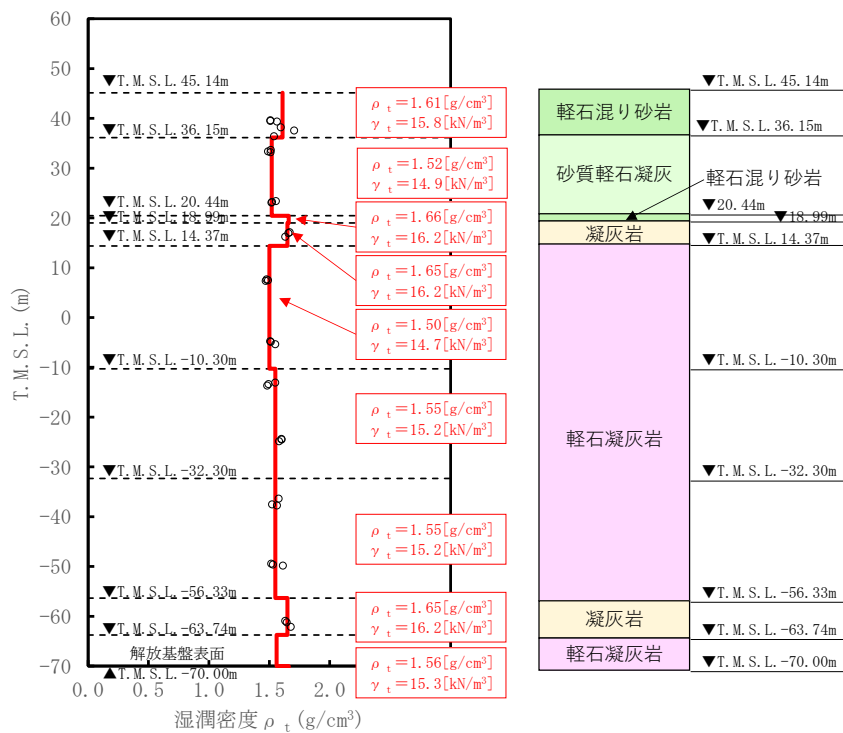 60
50
40
30
20
10
0
-10
-20
-30
-40
-50
-60
-70
T.M.S.L.(m)
0.0
0.5
1.0
1.5
2.0
湿潤密度ρt(g/cm³)
▼T.M.S.L.45.14m
▼T.M.S.L.36.15m
▼T.M.S.L.20.44m
▼T.M.S.L.18.99m
▼T.M.S.L.14.37m
▼T.M.S.L.-10.30m
▼T.M.S.L.-32.30m
▼T.M.S.L.-56.33m
▼T.M.S.L.-63.74m
解放基盤表面
▲T.M.S.L.-70.00m
ρt=1.61[g/cm³]
γt=15.8[kN/m³]
ρt=1.52[g/cm³]
γt=14.9[kN/m³]
ρt=1.66[g/cm³]
γt=16.2[kN/m³]
ρt=1.65[g/cm³]
γt=16.2[kN/m³]
ρt=1.50[g/cm³]
γt=14.7[kN/m³]
ρt=1.55[g/cm³]
γt=15.2[kN/m³]
ρt=1.55[g/cm³]
γt=15.2[kN/m³]
ρt=1.65[g/cm³]
γt=16.2[kN/m³]
ρt=1.56[g/cm³]
γt=15.3[kN/m³]
軽石混り砂岩
砂質軽石凝灰
軽石混り砂岩
凝灰岩
軽石凝灰岩
凝灰岩
軽石凝灰岩
▼T.M.S.L.45.14m
▼T.M.S.L.36.15m
▼20.44m
▼18.99m
▼T.M.S.L.14.37m
▼T.M.S.L.-10.30m
▼T.M.S.L.-32.30m
▼T.M.S.L.-56.33m
▼T.M.S.L.-63.74m
▼T.M.S.L.-70.00m